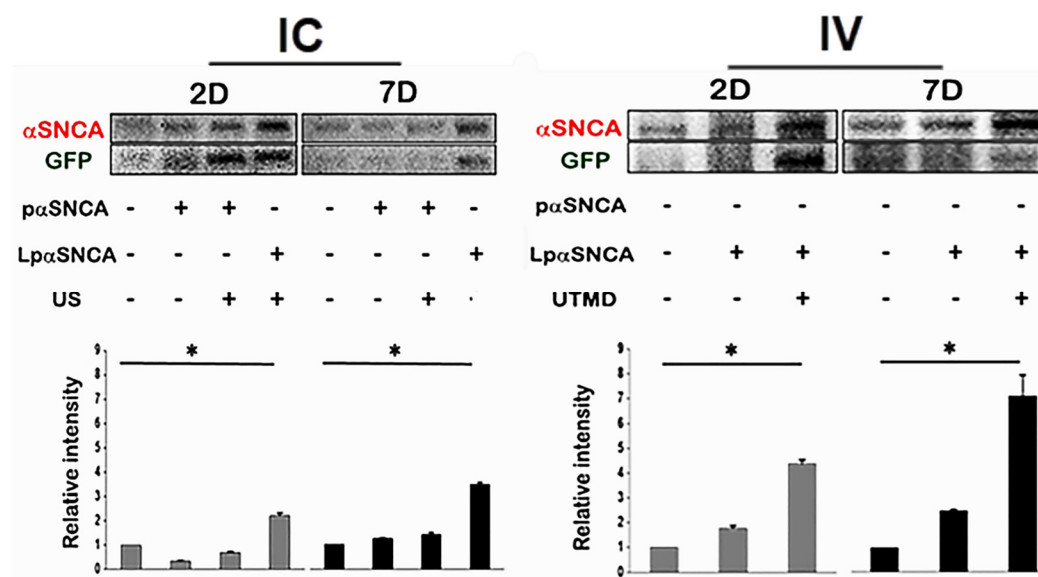 IC IV
2D 7D 2D 7D
αSNCA αSNCA
GFP GFP
pαSNCA - + + - - + + - pαSNCA - - - - - -
LpαSNCA - - - + - - - + LpαSNCA - + + - + +
US - - + + - - + - UTMD - - + - - +
* * * *
9 9
8 8
7 7
6 6
5 5
4 4
3 3
2 2
1 1
0 0
Relative intensity Relative intensity